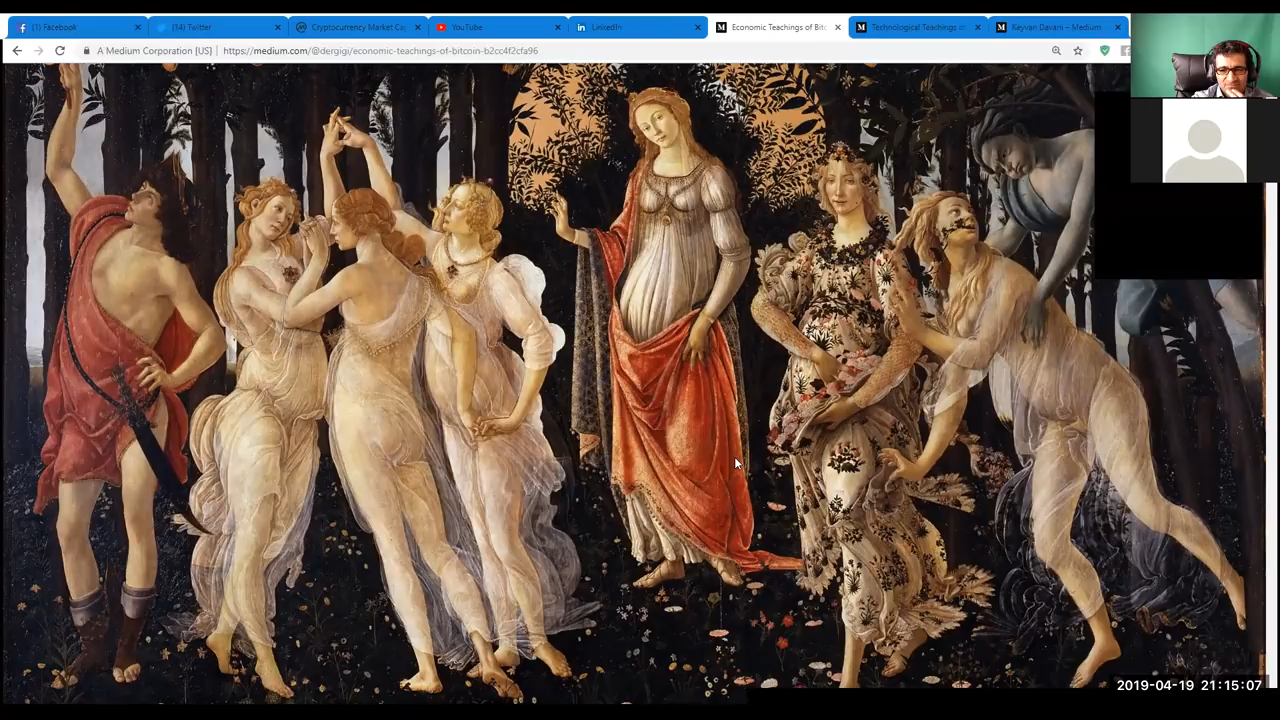 (1) Facebook
(14) Twitter
Cryptocurrency Market Ca
YouTube
LinkedIn
Economic Teachings of Bitc
Technological Teachings o
Keyvan Davani – Medium
A Medium Corporation [US]
https://medium.com/@dergigi/economic-teachings-of-bitcoin-b2cc4f2cfa96
2019-04-19 21:15:07